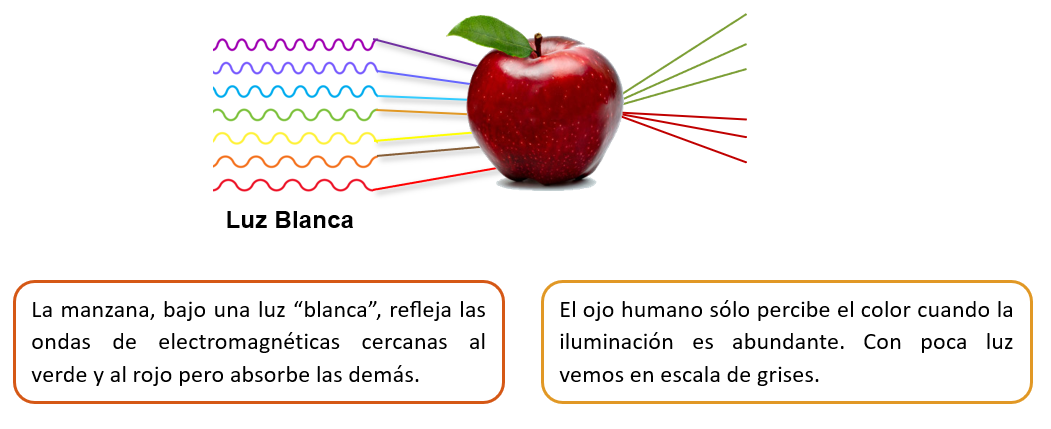 Luz Blanca
La manzana, bajo una luz “blanca”, refleja las
ondas de electromagnéticas cercanas al
verde y al rojo pero absorbe las demás.
El ojo humano sólo percibe el color cuando la
iluminación es abundante. Con poca luz
vemos en escala de grises.